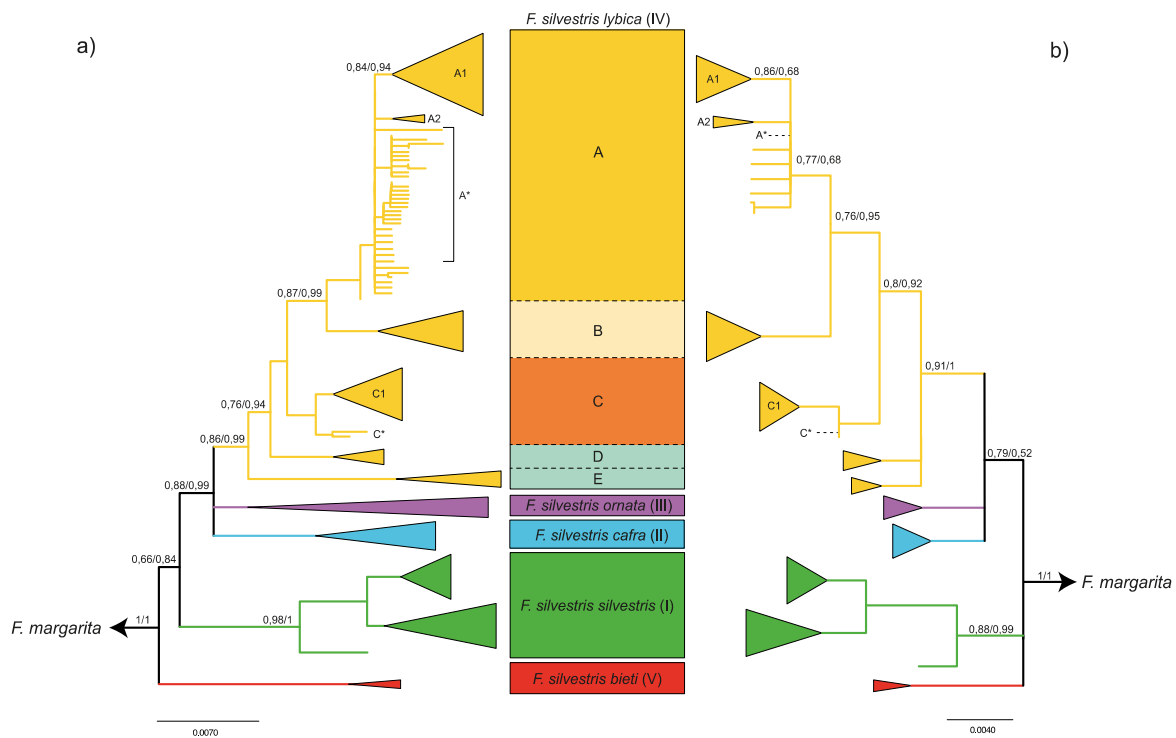 F. silvestris lybica (IV)
a)
b)
0,84/0,94
A1
A2
A*
0,87/0,99
C1
C*
0,76/0,94
0,86/0,99
0,88/0,99
0,66/0,84
1/1
F. margarita
0,98/1
0.0070
A
B
C
D
E
F. silvestris ornata (III)
F. silvestris cafra (II)
F. silvestris silvestris (I)
F. silvestris bieti (V)
A1
0,86/0,68
A2
A*
0,77/0,68
0,76/0,95
0,8/0,92
0,91/1
C1
C*
0,79/0,52
1/1
F. margarita
0,88/0,99
0.0040